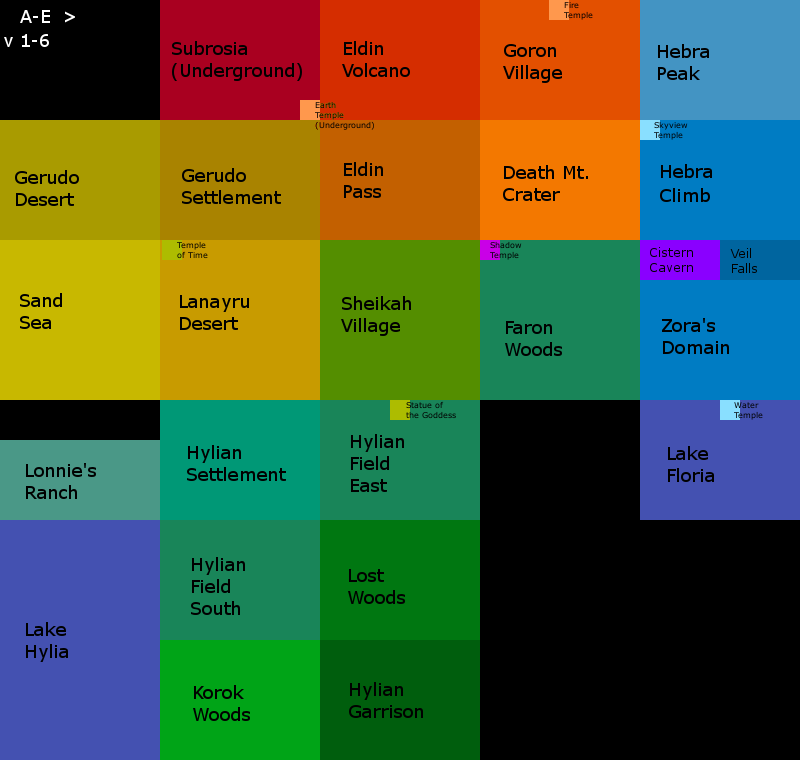 A-E >
v 1-6
Subrosia
(Underground)
Eldin
Volcano
Fire
Temple
Goron
Village
Hebra
Peak
Earth
Temple
(Underground)
Gerudo
Desert
Gerudo
Settlement
Eldin
Pass
Death Mt.
Crater
Skyview
Temple
Hebra
Climb
Sand
Sea
Temple
of Time
Lanayru
Desert
Sheikah
Village
Shadow
Temple
Faron
Woods
Cistern
Cavern
Veil
Falls
Zora's
Domain
Lonnie's
Ranch
Hylian
Settlement
Statue of
the Goddess
Hylian
Field
East
Water
Temple
Lake
Floria
Lake
Hylia
Hylian
Field
South
Lost
Woods
Korok
Woods
Hylian
Garrison